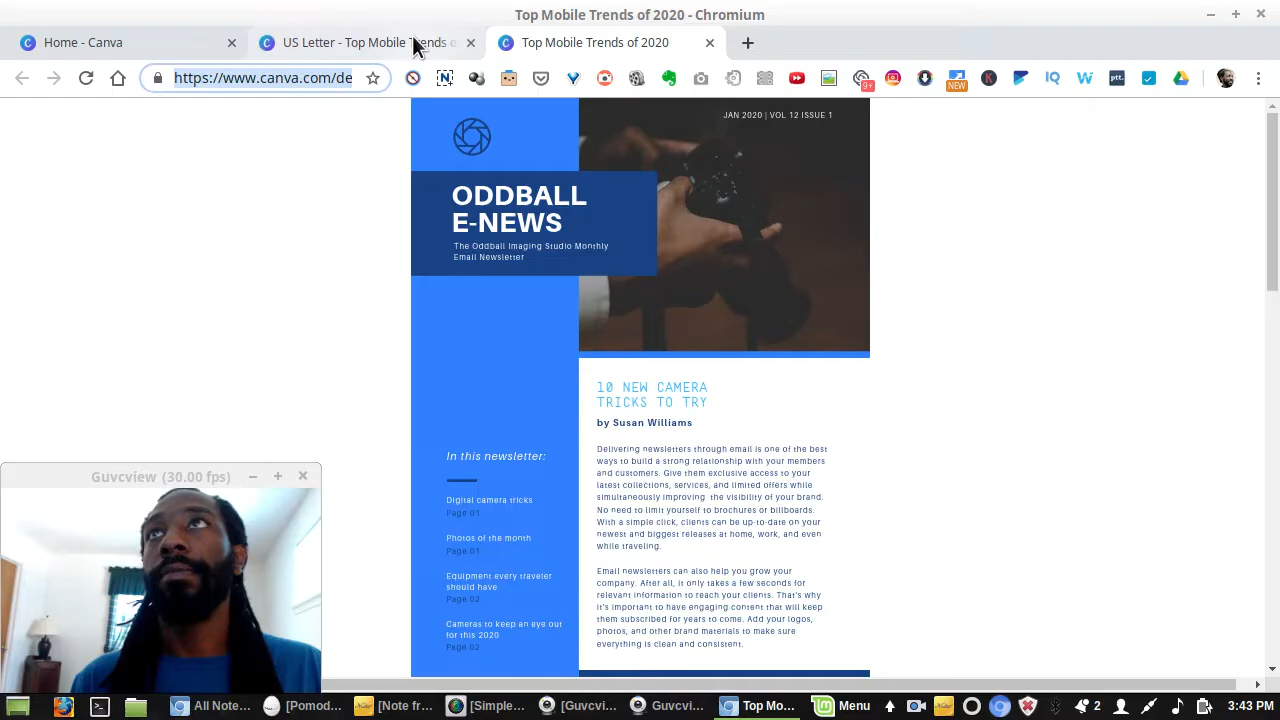 Top Mobile Trends of 2020 - Chromium
Home - Canva
US Letter - Top Mobile Trends o
Top Mobile Trends of 2020
https://www.canva.com/de
9+
NEW
ptt.
IQ
JAN 2020 | VOL 12 ISSUE 1
ODDBALL
E-NEWS
The Oddball Imaging Studio Monthly
Email Newsletter
10 NEW CAMERA
TRICKS TO TRY
by Susan Williams
Delivering newsletters through email is one of the best
ways to build a strong relationship with your members
and customers. Give them exclusive access to your
latest collections, services, and limited offers while
simultaneously improving the visibility of your brand.
No need to limit yourself to brochures or billboards.
With a simple click, clients can be up-to-date on your
newest and biggest releases at home, work, and even
while traveling.
Email newsletters can also help you grow your
company. After all, it only takes a few seconds for
relevant information to reach your clients. That's why
it's important to have engaging content that will keep
them subscribed for years to come. Add your logos,
photos, and other brand materials to make sure
everything is clean and consistent.
In this newsletter:
Digital camera tricks
Page 01
Photos of the month
Page 01
Equipment every traveler
should have
Page 02
Cameras to keep an eye out
for this 2020
Page 02
Guvcview (30.00 fps)
All Note...
[Pomod...
[Note fr...
[Simple...
[Guvcvi...
Guvcvi...
Top Mo...
Menu
2
3:43 PM